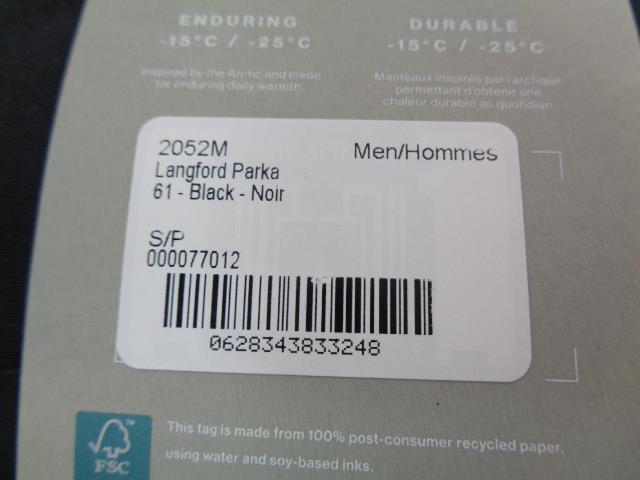 ENDURING
-15°C / -25°C
Inspired by the Arctic and made
for enduring daily warmth.
DURABLE
-15°C / -25°C
Manteaux inspirés par l'arctique
permettant d'obtenir une
chaleur durable au quotidien
2052M Men/Hommes
Langford Parka
61 - Black - Noir
S/P
000077012
0628343833248
FSC
This tag is made from 100% post-consumer recycled paper,
using water and soy-based inks.